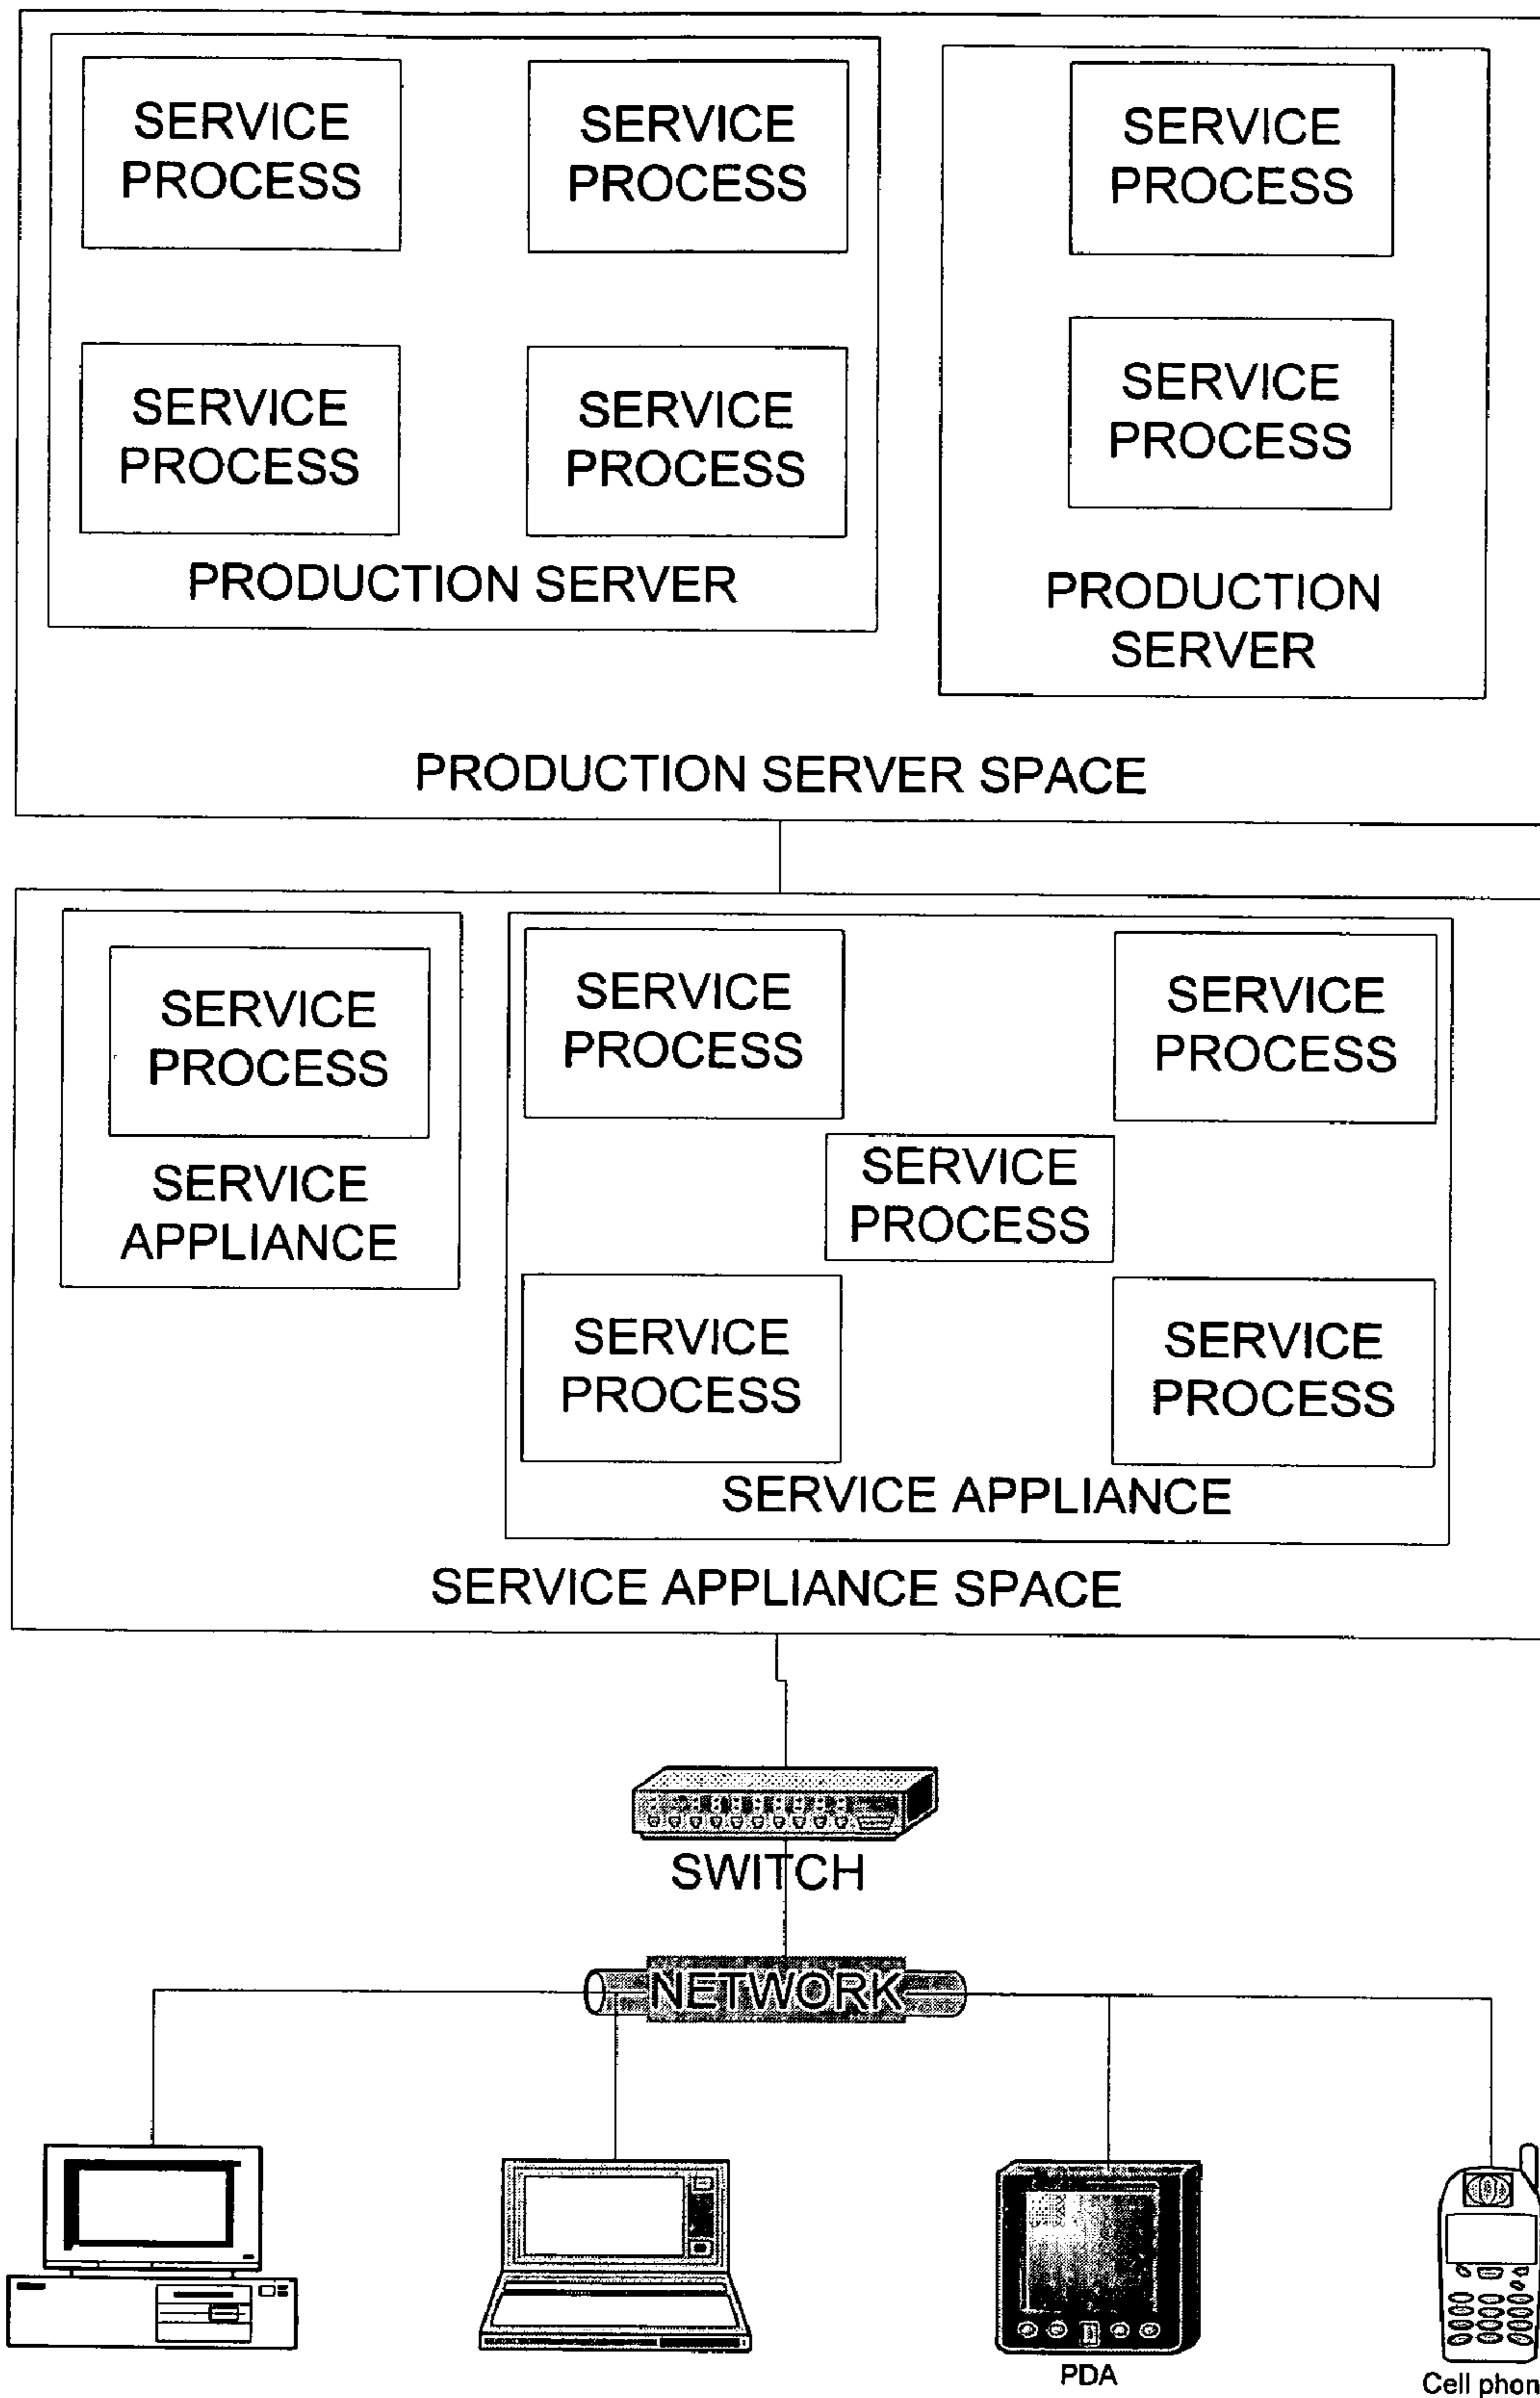 SERVICE
PROCESS
SERVICE
PROCESS
SERVICE
PROCESS
SERVICE
PROCESS
SERVICE
PROCESS
SERVICE
PROCESS
PRODUCTION SERVER
PRODUCTION
SERVER
PRODUCTION SERVER SPACE
SERVICE
PROCESS
SERVICE
APPLIANCE
SERVICE
PROCESS
SERVICE
PROCESS
SERVICE
PROCESS
SERVICE
PROCESS
SERVICE
PROCESS
SERVICE APPLIANCE
SERVICE APPLIANCE SPACE
SWITCH
NETWORK
PDA
Cell phon